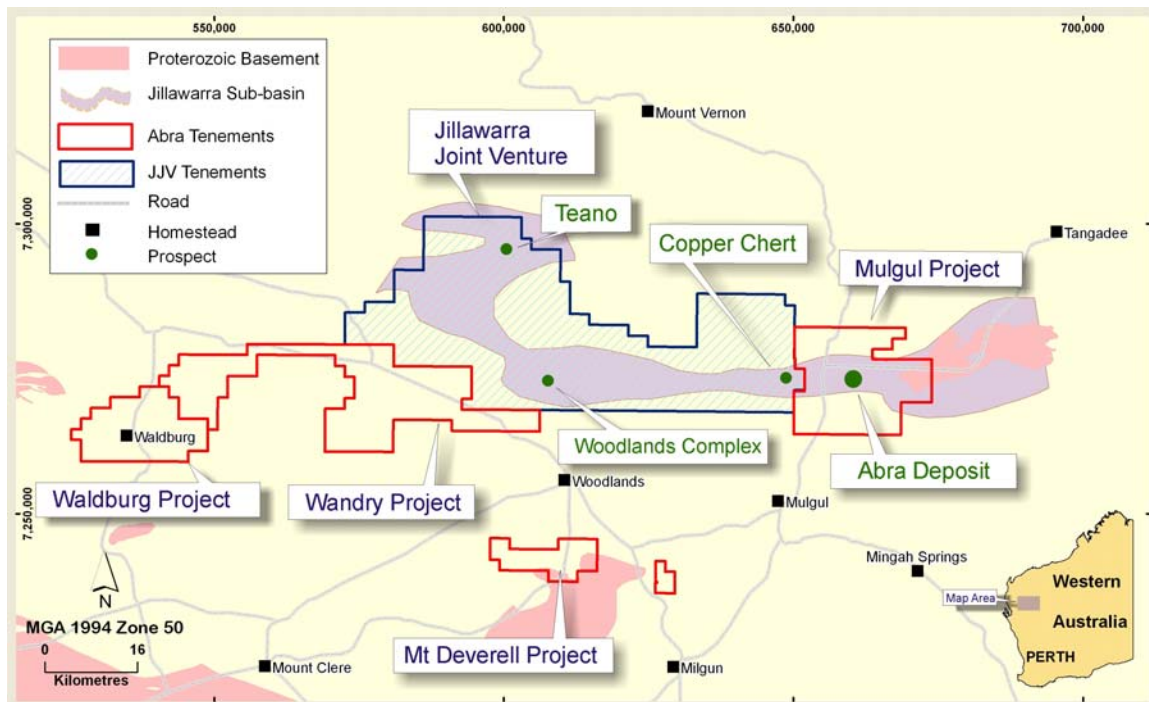 550,000
600,000
650,000
700,000
Proterozoic Basement
Jillawarra Sub-basin
Abra Tenements
JJV Tenements
Road
Homestead
Prospect
Mount Vernon
Jillawarra
Joint Venture
Teano
Copper Chert
Tangadee
Mulgul Project
7,300,000
Waldburg
Woodlands Complex
Abra Deposit
Waldburg Project
Wandry Project
Woodlands
Mulgul
7,250,000
Mingah Springs
N
MGA 1994 Zone 50
0
16
Kilometres
Mount Clere
Mt Deverell Project
Milgun
Map Area
Western
Australia
PERTH